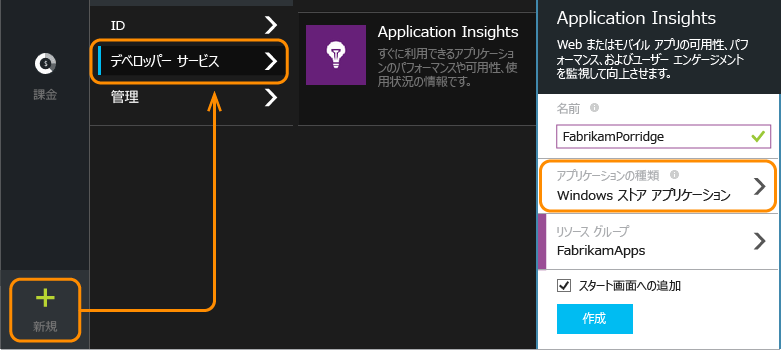 課金
新規
ID
デベロッパー サービス
管理
Application Insights
すぐに利用できるアプリケーション
のパフォーマンスや可用性、使
用状況の情報です。
Application Insights
Web またはモバイル アプリの可用性、パフ
ォーマンス、およびユーザー エンゲージメント
を監視して向上させます。
名前
FabrikamPorridge
アプリケーションの種類
Windows ストア アプリケーション
リソース グループ
FabrikamApps
スタート画面への追加
作成